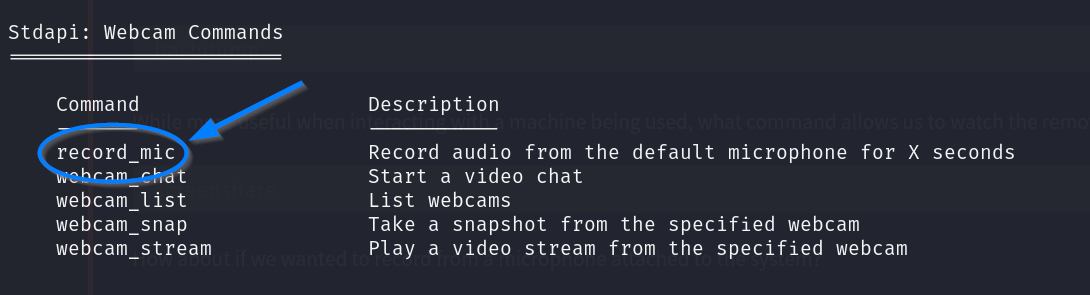 Stdapi: Webcam Commands
Command Description
While more useful when interacting with a machine being used, what command allows us to watch the remo
record_mic Record audio from the default microphone for X seconds
webcam_chat Start a video chat
webcam_list List webcams
webcam_snap Take a snapshot from the specified webcam
webcam_stream Play a video stream from the specified webcam
How about if we wanted to record from a microphone attached to the system?